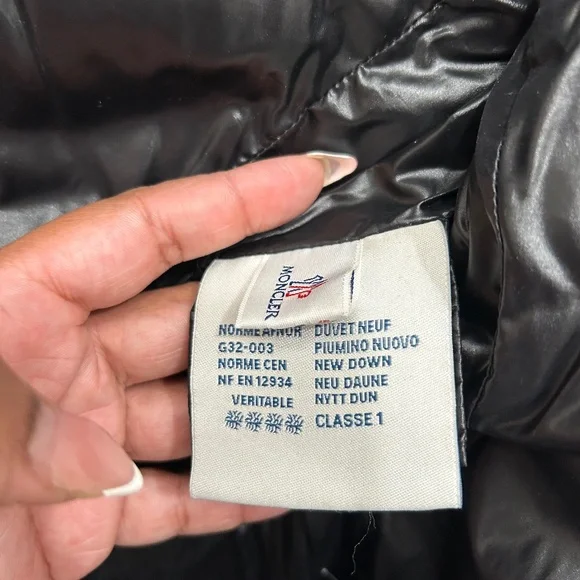 MONCLER
NORME AFNOR DUVET NEUF
G32-003 PIUMINO NUOVO
NORME CEN NEW DOWN
NF EN 12934 NEU DAUNE
VERITABLE NYTT DUN
CLASSE 1